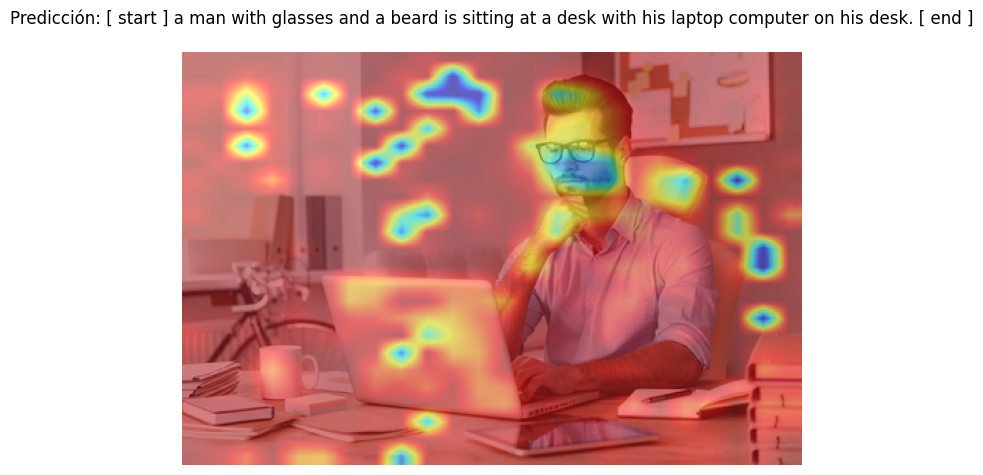 Predicción: [ start ] a man with glasses and a beard is sitting at a desk with his laptop computer on his desk. [ end ]